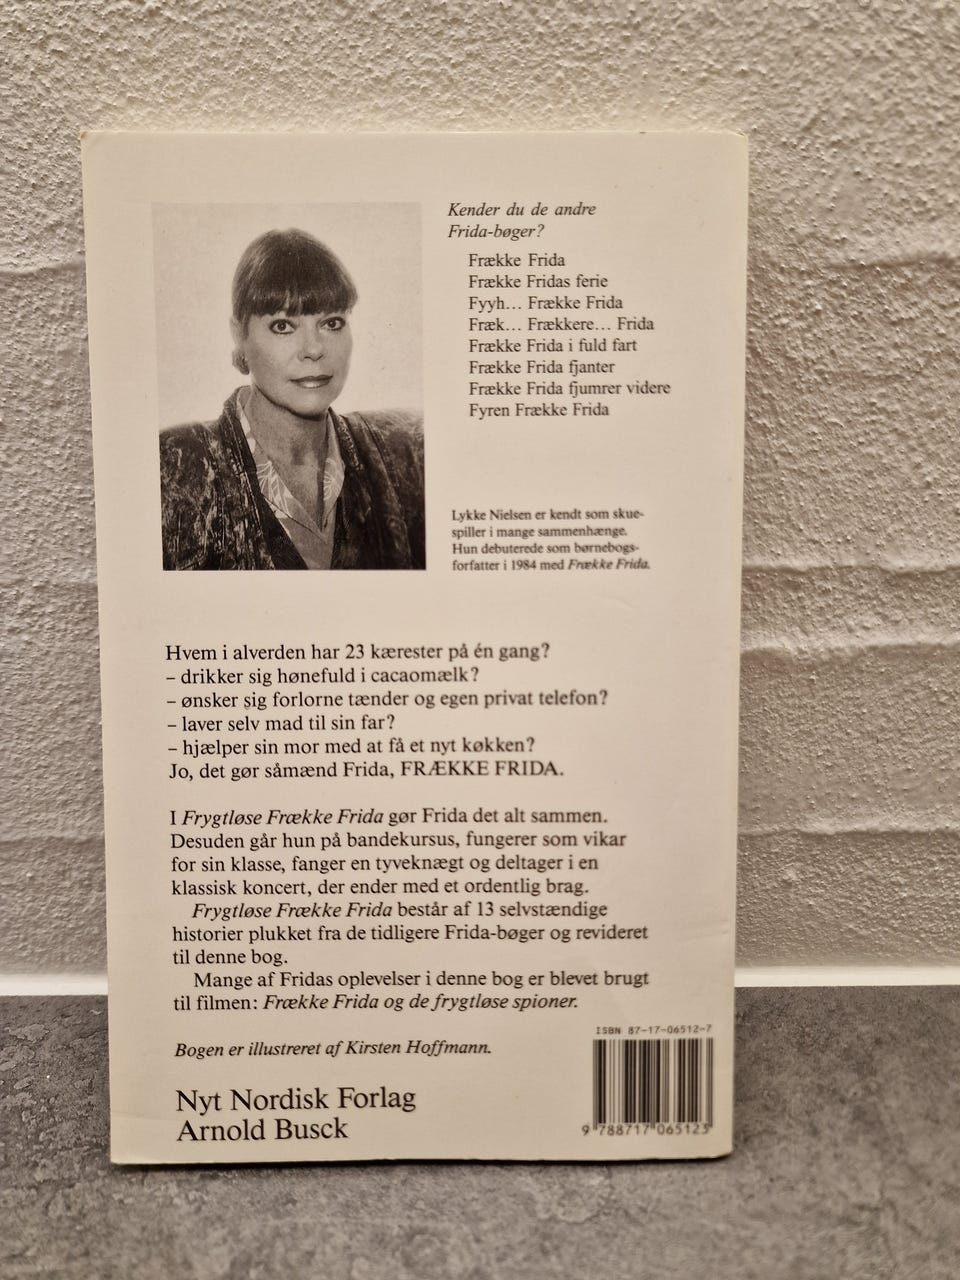 Kender du de andre
Frida-bøger?
Frække Frida
Frække Fridas ferie
Fyyh... Frække Frida
Fræk... Frækkere... Frida
Frække Frida i fuld fart
Frække Frida fjanter
Frække Frida fjumrer videre
Fyren Frække Frida
Lykke Nielsen er kendt som skue-
spiller i mange sammenhænge.
Hun debuterede som børnebogs-
forfatter i 1984 med Frække Frida.
Hvem i alverden har 23 kærester på én gang?
– drikker sig hønefuld i cacaomælk?
– ønsker sig forlorne tænder og egen privat telefon?
– laver selv mad til sin far?
– hjælper sin mor med at få et nyt køkken?
Jo, det gør såmænd Frida, FRÆKKE FRIDA.
I Frygtløse Frække Frida gør Frida det alt sammen.
Desuden går hun på bandekursus, fungerer som vikar
for sin klasse, fanger en tyveknægt og deltager i en
klassisk koncert, der ender med et ordentlig brag.
Frygtløse Frække Frida består af 13 selvstændige
historier plukket fra de tidligere Frida-bøger og revideret
til denne bog.
Mange af Fridas oplevelser i denne bog er blevet brugt
til filmen: Frække Frida og de frygtløse spioner.
Bogen er illustreret af Kirsten Hoffmann.
ISBN 87-17-06512-7
Nyt Nordisk Forlag
Arnold Busck
9 788717 065123